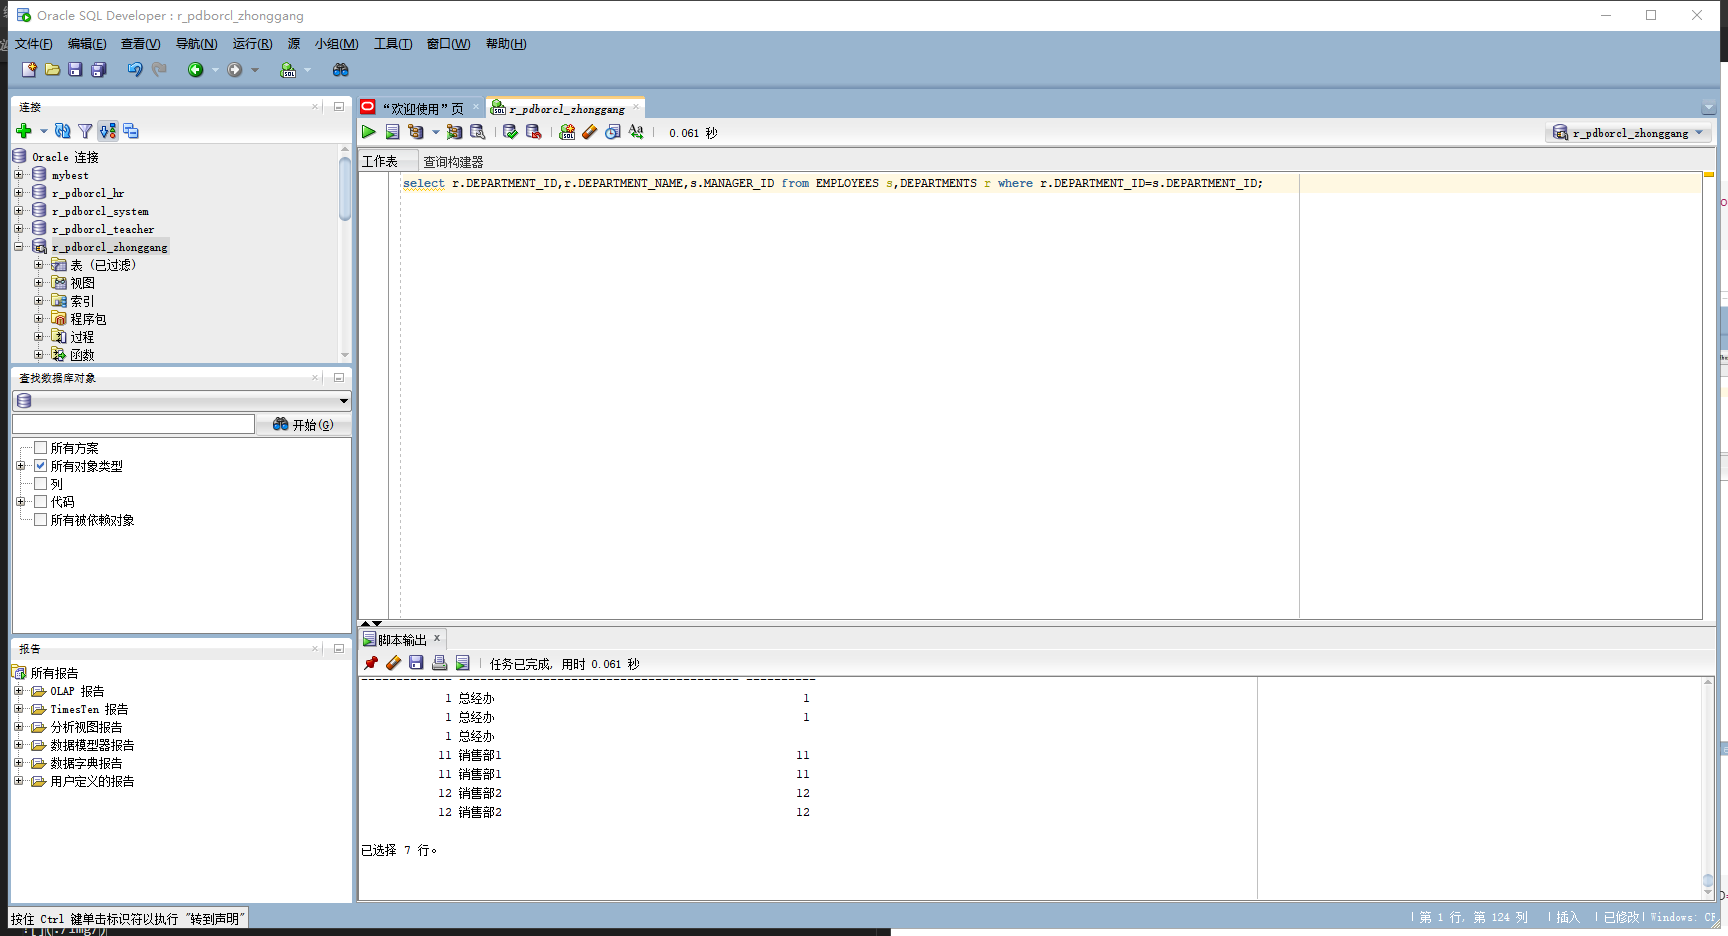 Oracle SQL Developer : r_pdborcl_zhonggang
文件(F) 编辑(E) 查看(V) 导航(N) 运行(R) 源 小组(M) 工具(T) 窗口(W) 帮助(H)
连接
Oracle 连接
mybest
r_pdborcl_hr
r_pdborcl_system
r_pdborcl_teacher
r_pdborcl_zhonggang
表 (已过滤)
视图
索引
程序包
过程
函数
查找数据库对象
开始(G)
所有方案
所有对象类型
列
代码
所有被依赖对象
报告
所有报告
OLAP 报告
TimesTen 报告
分析视图报告
数据模型器报告
数据字典报告
用户定义的报告
“欢迎使用”页 r_pdborcl_zhonggang
0.061 秒 r_pdborcl_zhonggang
工作表 查询构建器
select r.DEPARTMENT_ID,r.DEPARTMENT_NAME,s.MANAGER_ID from EMPLOYEES s,DEPARTMENTS r where r.DEPARTMENT_ID=s.DEPARTMENT_ID;
脚本输出 x
任务已完成, 用时 0.061 秒
------------- ---------------------------------------- ----------
1 总经办 1
1 总经办 1
1 总经办
11 销售部1 11
11 销售部1 11
12 销售部2 12
12 销售部2 12
已选择 7 行。
按住 Ctrl 键单击标识符以执行 "转到声明" | 第 1 行, 第 124 列 | 插入 | 已修改 | Windows: CR